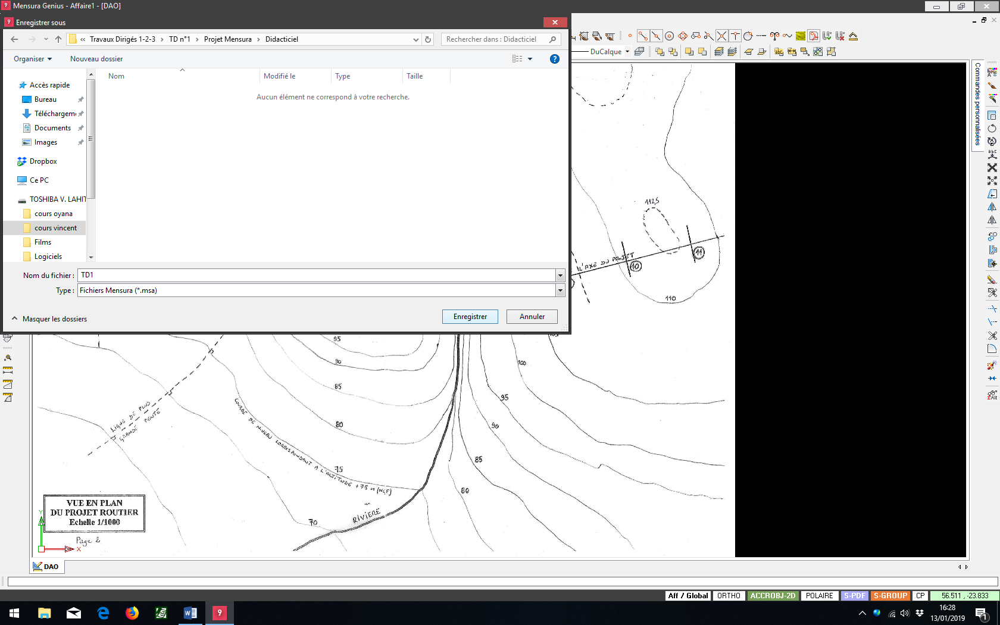 Mensura Genius - Affaire1 - [DAO]
Enregistrer sous
« Travaux Dirigés 1-2-3 > TD n°1 > Projet Mensura > Didacticiel
Rechercher dans : Didacticiel
Organiser
Nouveau dossier
Nom
Modifié le
Type
Taille
Aucun élément ne correspond à votre recherche.
Accès rapide
Bureau
Téléchargem
Documents
Images
Dropbox
Ce PC
TOSHIBA V. LAHIT
cours oyana
cours vincent
Films
Logiciels
Nom du fichier :
TD1
Type :
Fichiers Mensura (*.msa)
Masquer les dossiers
Enregistrer
Annuler
DuCalque
Commandes personnalisées
112,5
L'AXE DU PROJET
10
11
110
95
90
85
80
75
70
100
95
90
85
80
LIGNE DE PLUS
GRANDE PENTE
COURBE DE NIVEAU CORRESPONDANT A L'ALTITUDE +75 m (NGF)
RIVIERE
VUE EN PLAN
DU PROJET ROUTIER
Echelle 1/1000
Page 2
Y
X
DAO
Aff / Global
ORTHO
ACCROBJ-2D
POLAIRE
S-PDF
S-GROUP
CP
56.511 , -23.833
16:28
13/01/2019
1